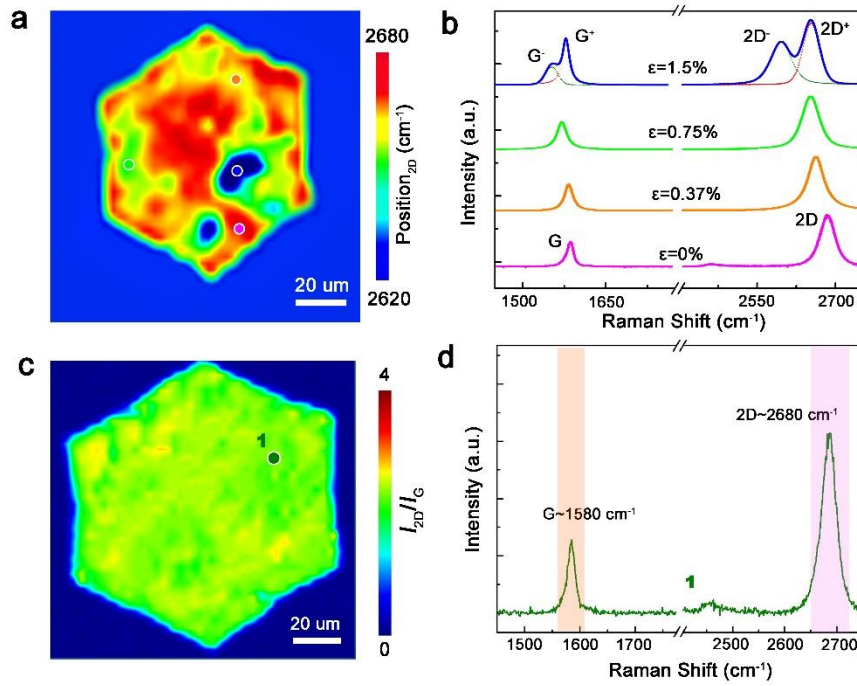 a
2680
Position2D (cm-1)
2620
20 um
b
G-
G+
2D-
2D+
ε=1.5%
ε=0.75%
ε=0.37%
G
ε=0%
2D
Intensity (a.u.)
1500 1650 2550 2700
Raman Shift (cm-1)
c
4
1
I2D/IG
0
20 um
d
2D~2680 cm-1
G~1580 cm-1
1
Intensity (a.u.)
1500 1600 1700 2500 2600 2700
Raman Shift (cm-1)